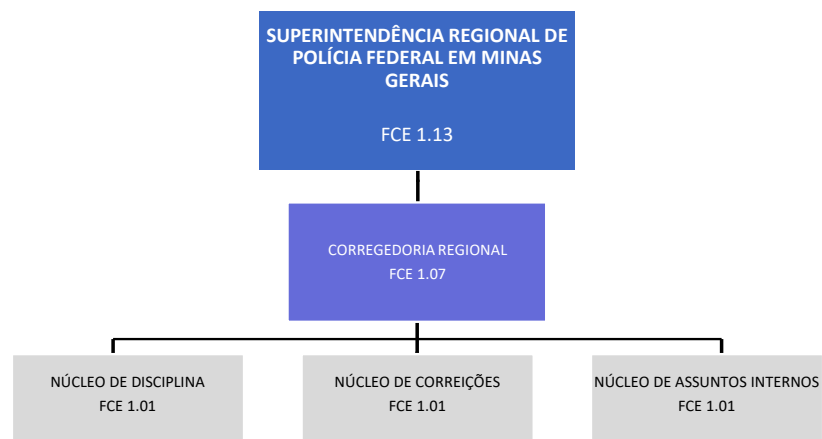 SUPERINTENDÊNCIA REGIONAL DE
POLÍCIA FEDERAL EM MINAS
GERAIS
FCE 1.13
CORREGEDORIA REGIONAL
FCE 1.07
NÚCLEO DE DISCIPLINA
FCE 1.01
NÚCLEO DE CORREIÇÕES
FCE 1.01
NÚCLEO DE ASSUNTOS INTERNOS
FCE 1.01